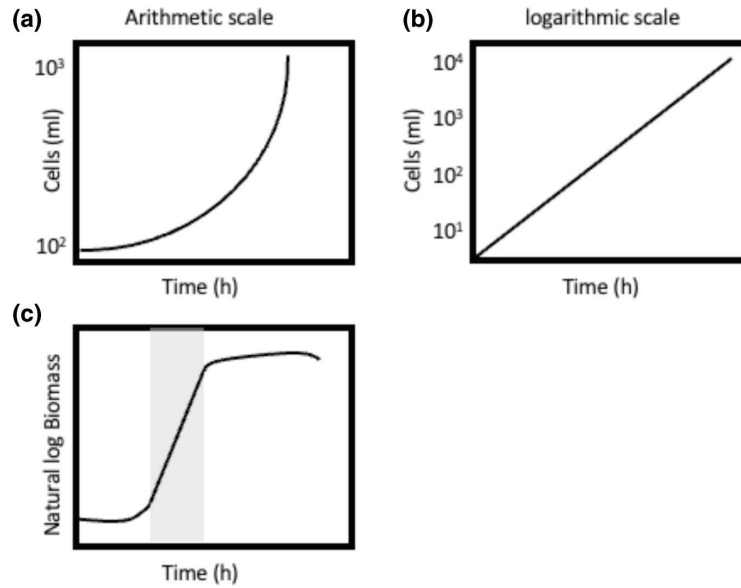 (a)
Arithmetic scale
10³
Cells (ml)
10²
Time (h)
(b)
logarithmic scale
10⁴
10³
Cells (ml)
10²
10¹
Time (h)
(c)
Natural log Biomass
Time (h)